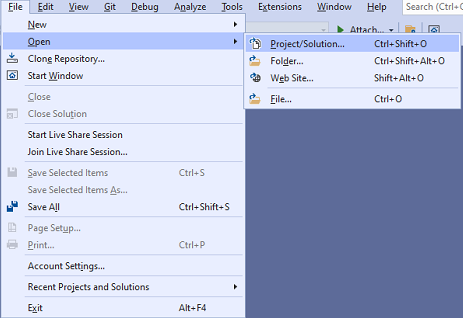 File Edit View Git Debug Analyze Tools Extensions Window Help Search (Ctrl+
New
Attach...
Open
Project/Solution... Ctrl+Shift+O
Clone Repository...
Folder... Ctrl+Shift+Alt+O
Start Window
Web Site... Shift+Alt+O
Close
File... Ctrl+O
Close Solution
Start Live Share Session
Join Live Share Session...
Save Selected Items Ctrl+S
Save Selected Items As...
Save All Ctrl+Shift+S
Page Setup...
Print... Ctrl+P
Account Settings...
Recent Projects and Solutions
Exit Alt+F4